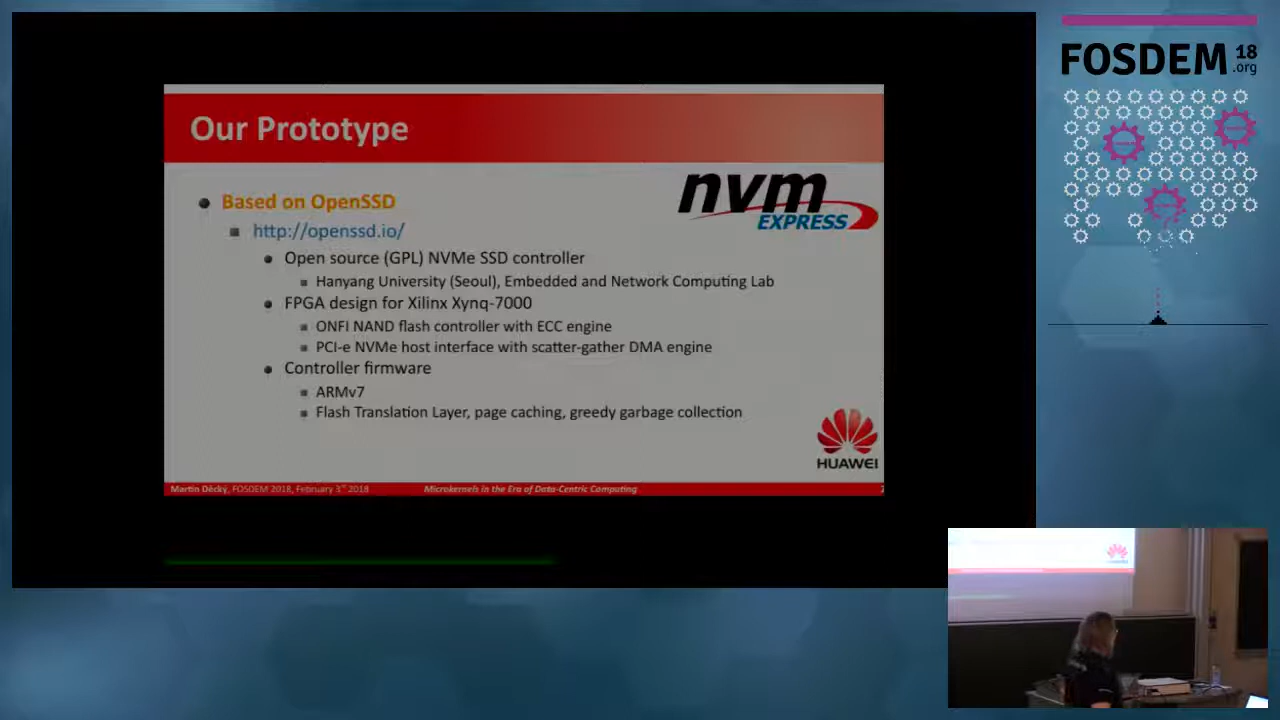 FOSDEM 18
.org
Our Prototype
nvm
EXPRESS
Based on OpenSSD
http://openssd.io/
Open source (GPL) NVMe SSD controller
Hanyang University (Seoul), Embedded and Network Computing Lab
FPGA design for Xilinx Xynq-7000
ONFI NAND flash controller with ECC engine
PCI-e NVMe host interface with scatter-gather DMA engine
Controller firmware
ARMv7
Flash Translation Layer, page caching, greedy garbage collection
HUAWEI
Martin Děcký, FOSDEM 2018, February 3rd 2018 Microkernels in the Era of Data-Centric Computing